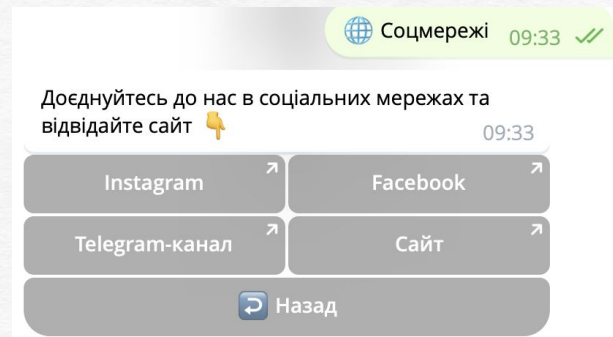 🌐 Соцмережі 09:33
Доєднуйтесь до нас в соціальних мережах та
відвідайте сайт 👇 09:33
Instagram Facebook
Telegram-канал Сайт
Назад